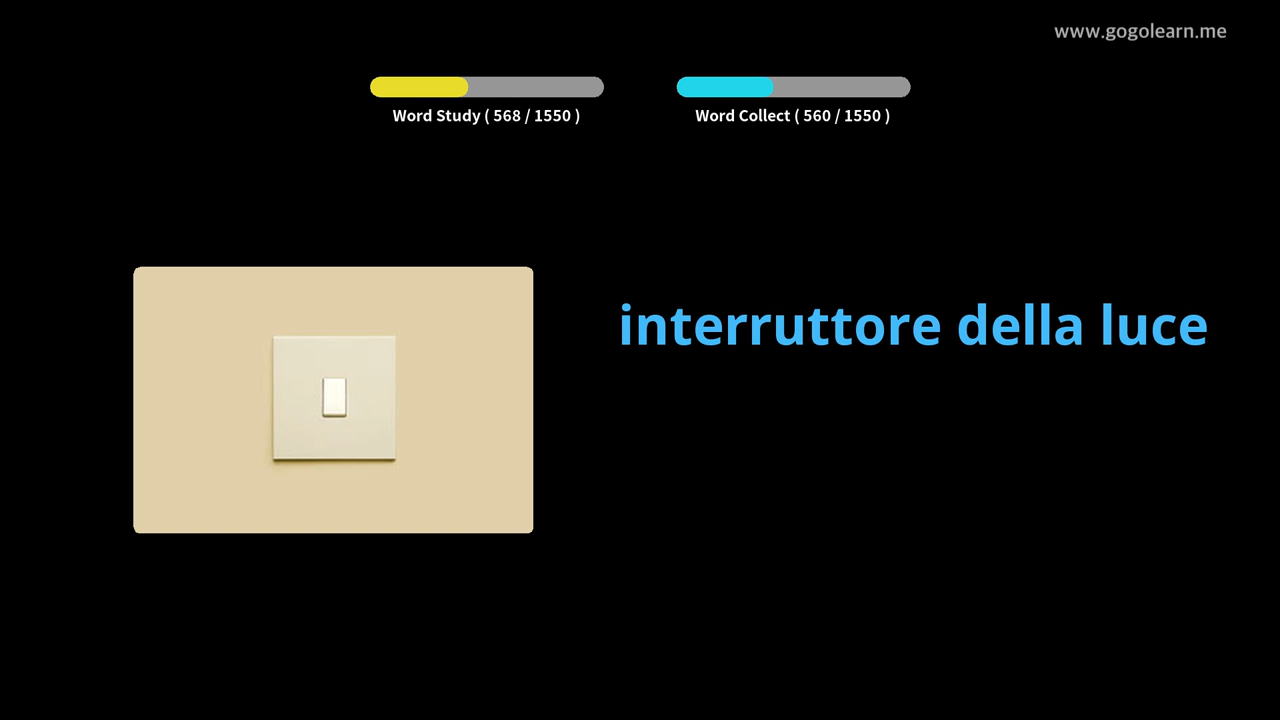 www.gogolearn.me
Word Study ( 568 / 1550 )
Word Collect ( 560 / 1550 )
interruttore della luce